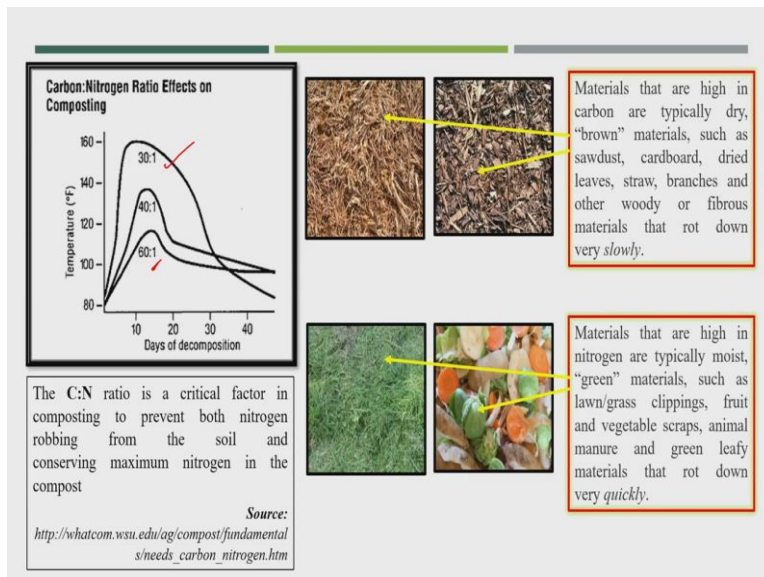 Carbon:Nitrogen Ratio Effects on
Composting
160
140
120
100
80
Temperature (°F)
30:1
40:1
60:1
10 20 30 40
Days of decomposition
The C:N ratio is a critical factor in
composting to prevent both nitrogen
robbing from the soil and
conserving maximum nitrogen in the
compost
Source:
http://whatcom.wsu.edu/ag/compost/fundamental
s/needs_carbon_nitrogen.htm
Materials that are high in
carbon are typically dry,
“brown” materials, such as
sawdust, cardboard, dried
leaves, straw, branches and
other woody or fibrous
materials that rot down
very slowly.
Materials that are high in
nitrogen are typically moist,
“green” materials, such as
lawn/grass clippings, fruit
and vegetable scraps, animal
manure and green leafy
materials that rot down
very quickly.